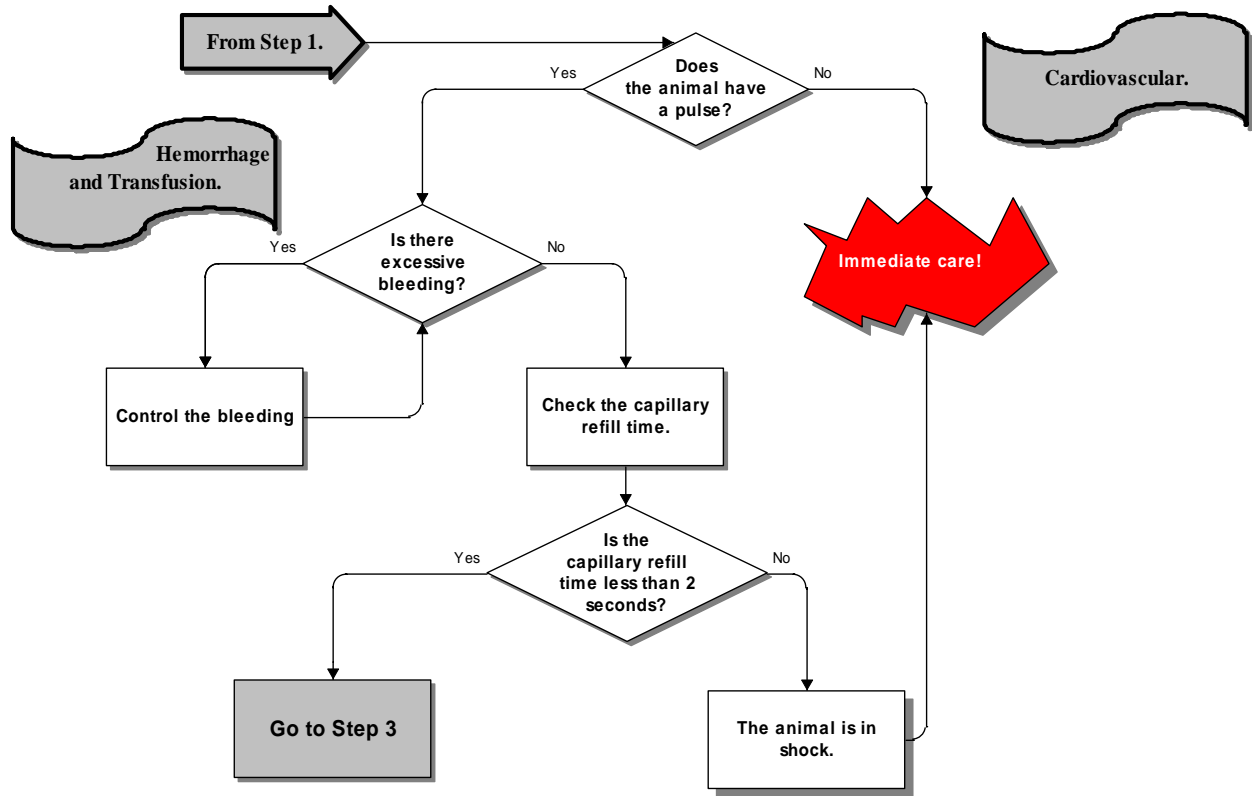 From Step 1.
Does
the animal have
a pulse?
Yes
No
Cardiovascular.
Hemorrhage
and Transfusion.
Is there
excessive
bleeding?
Yes
No
Immediate care!
Control the bleeding
Check the capillary
refill time.
Is the
capillary refill
time less than 2
seconds?
Yes
No
Go to Step 3
The animal is in
shock.